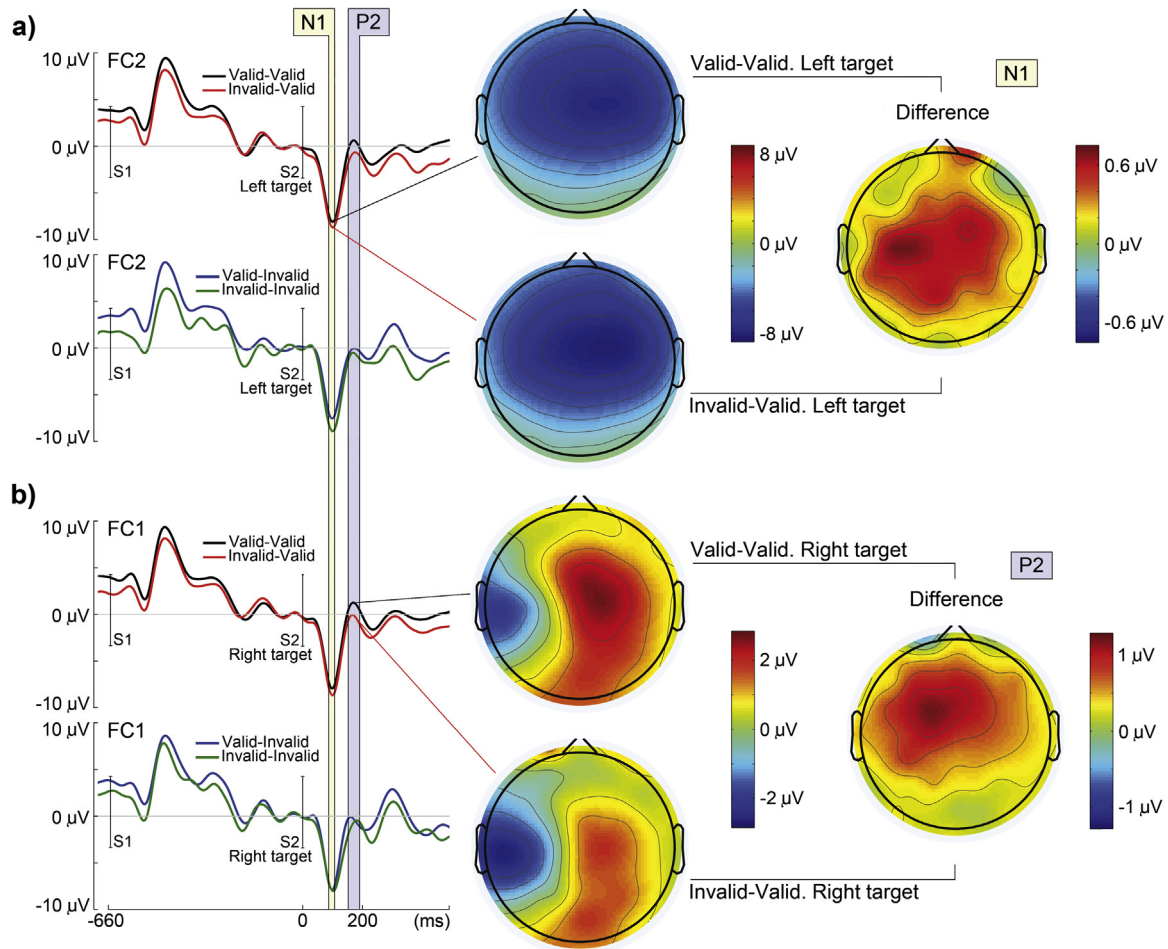 a)
N1
P2
10 µV
FC2
Valid-Valid
Invalid-Valid
0 µV
S1
S2
Left target
-10 µV
10 µV
FC2
Valid-Invalid
Invalid-Invalid
0 µV
S1
S2
Left target
-10 µV
Valid-Valid. Left target
N1
Difference
8 µV
0 µV
-8 µV
0.6 µV
0 µV
-0.6 µV
Invalid-Valid. Left target
b)
10 µV
FC1
Valid-Valid
Invalid-Valid
0 µV
S1
S2
Right target
-10 µV
10 µV
FC1
Valid-Invalid
Invalid-Invalid
0 µV
S1
S2
Right target
-10 µV
-660
0
200
(ms)
Valid-Valid. Right target
P2
Difference
2 µV
0 µV
-2 µV
1 µV
0 µV
-1 µV
Invalid-Valid. Right target